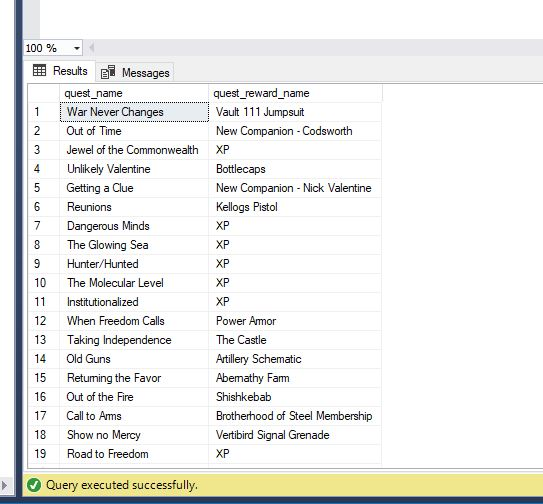 100 %
Results Messages
quest_name quest_reward_name
1 War Never Changes Vault 111 Jumpsuit
2 Out of Time New Companion - Codsworth
3 Jewel of the Commonwealth XP
4 Unlikely Valentine Bottlecaps
5 Getting a Clue New Companion - Nick Valentine
6 Reunions Kellogs Pistol
7 Dangerous Minds XP
8 The Glowing Sea XP
9 Hunter/Hunted XP
10 The Molecular Level XP
11 Institutionalized XP
12 When Freedom Calls Power Armor
13 Taking Independence The Castle
14 Old Guns Artillery Schematic
15 Returning the Favor Abernathy Farm
16 Out of the Fire Shishkebab
17 Call to Arms Brotherhood of Steel Membership
18 Show no Mercy Vertibird Signal Grenade
19 Road to Freedom XP
Query executed successfully.